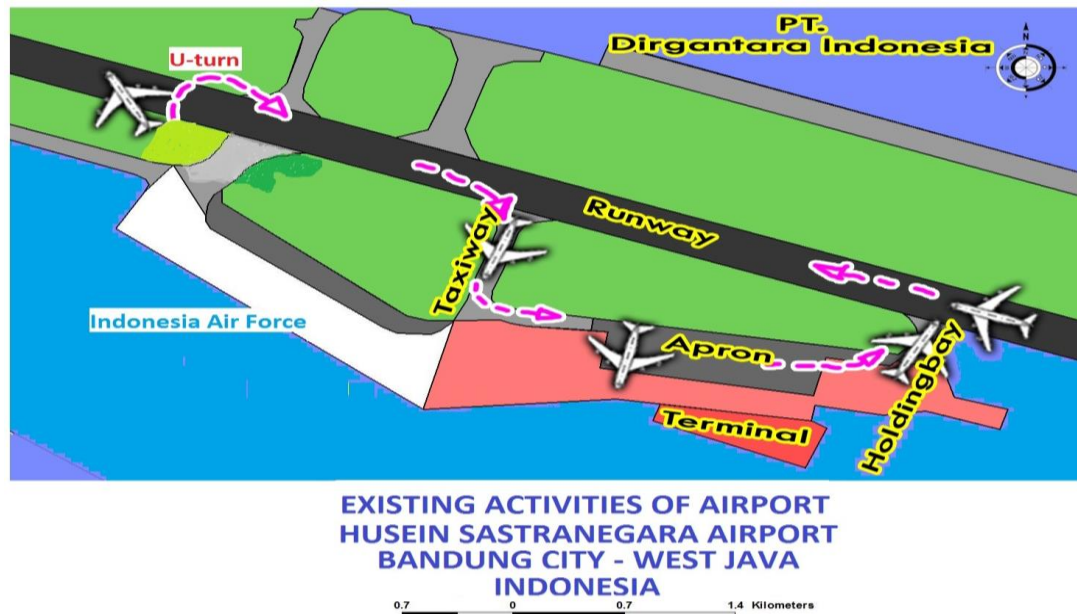 PT.
Dirgantara Indonesia
N
U-turn
Runway
Taxiway
Indonesia Air Force
Apron
Holdingbay
Terminal
EXISTING ACTIVITIES OF AIRPORT
HUSEIN SASTRANEGARA AIRPORT
BANDUNG CITY - WEST JAVA
INDONESIA
0.7 0 0.7 1.4 Kilometers